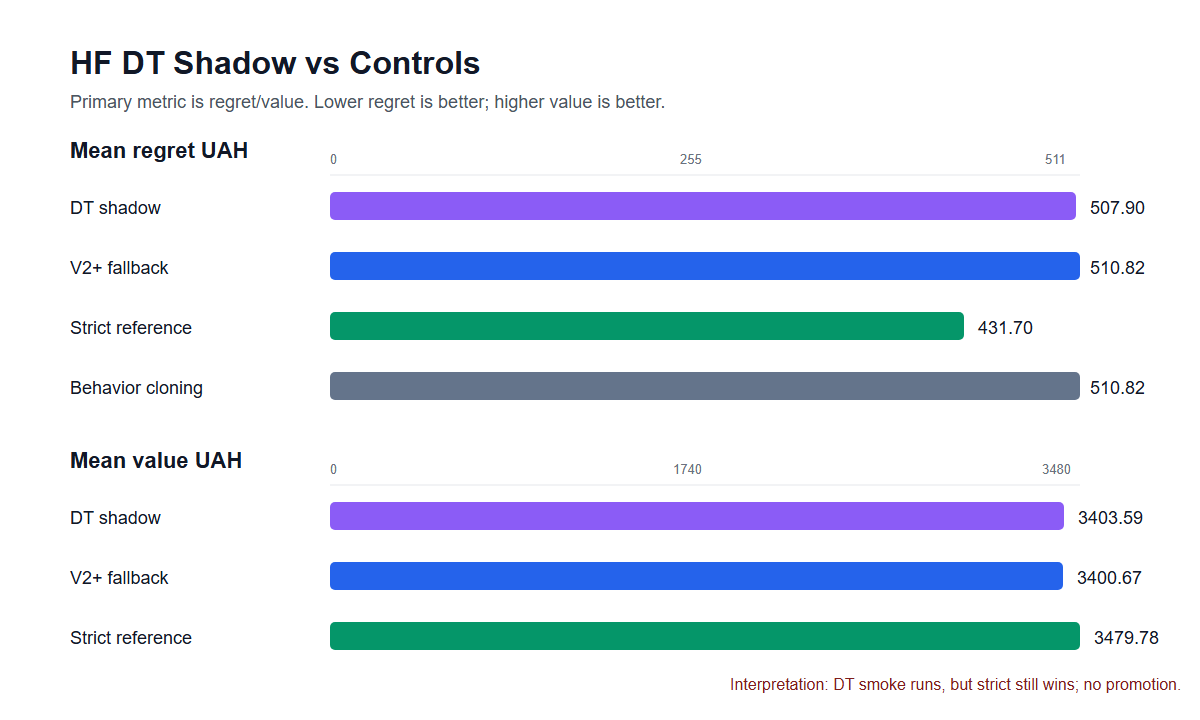 HF DT Shadow vs Controls
Primary metric is regret/value. Lower regret is better; higher value is better.
Mean regret UAH
0 255 511
DT shadow 507.90
V2+ fallback 510.82
Strict reference 431.70
Behavior cloning 510.82
Mean value UAH
0 1740 3480
DT shadow 3403.59
V2+ fallback 3400.67
Strict reference 3479.78
Interpretation: DT smoke runs, but strict still wins; no promotion.